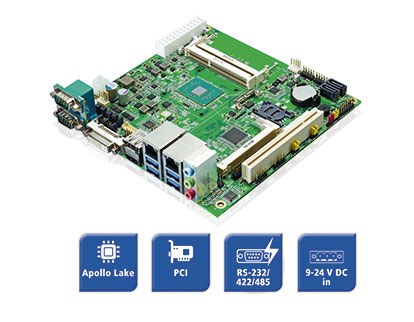 Apollo Lake
PCI
RS-232/
422/485
9-24 V DC
in